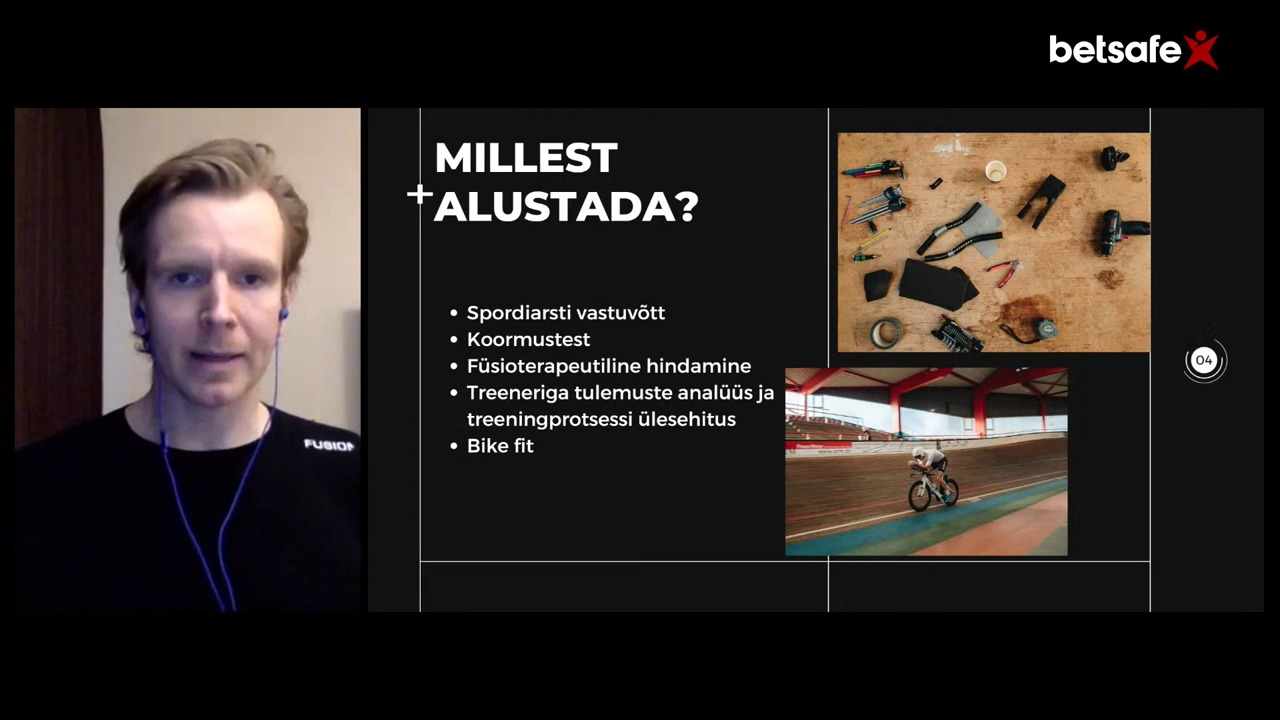 betsafe
MILLEST
ALUSTADA?
Spordiarsti vastuvõtt
Koormustest
Füsioterapeutiline hindamine
Treeneriga tulemuste analüüs ja
treeningprotsessi ülesehitus
Bike fit
04
FUSION